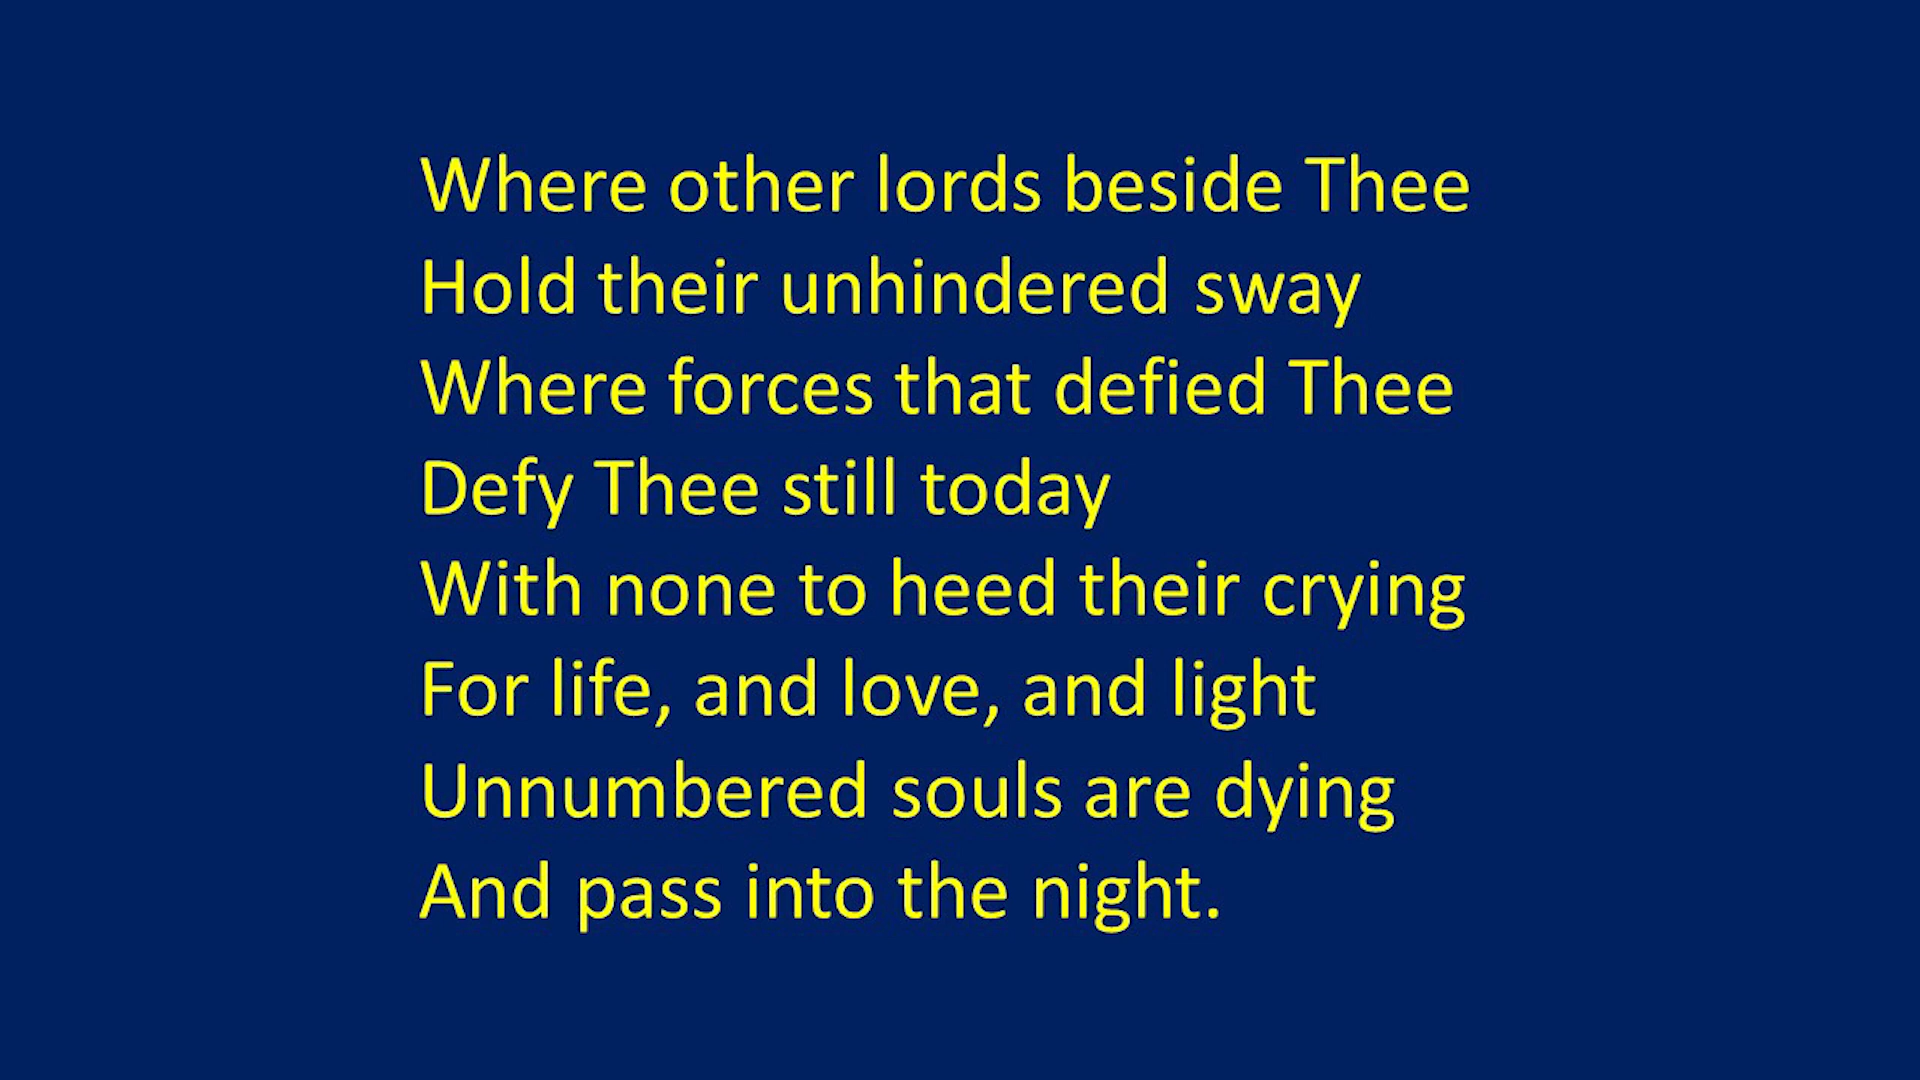 Where other lords beside Thee
Hold their unhindered sway
Where forces that defied Thee
Defy Thee still today
With none to heed their crying
For life, and love, and light
Unnumbered souls are dying
And pass into the night.